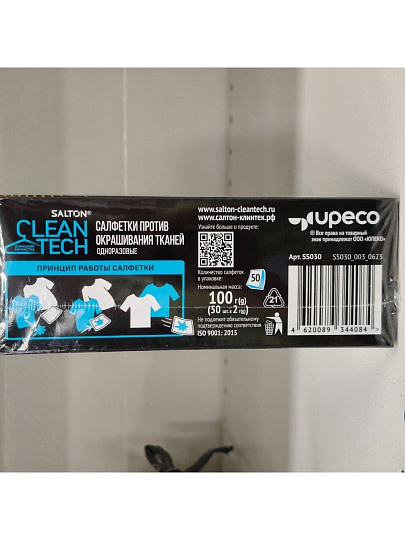 SALTON®
CLEAN
TECH
САЛФЕТКИ ПРОТИВ
ОКРАШИВАНИЯ ТКАНЕЙ
ОДНОРАЗОВЫЕ
ПРИНЦИП РАБОТЫ САЛФЕТКИ
www.salton-cleantech.ru
www.салтон-клинтек.рф
Узнайте больше о продукте:
Количество салфеток
в упаковке:
50
Номинальная масса:
100 г(g)
(50 шт. x 2 гр)
Не подлежит обязательному
подтверждению соответствия
ISO 9001: 2015
21
upeco
® Все права на товарный
знак принадлежат ООО «ЮПЕКО»
Арт. SS030 SS030_003_0623
4 620089 344084 >